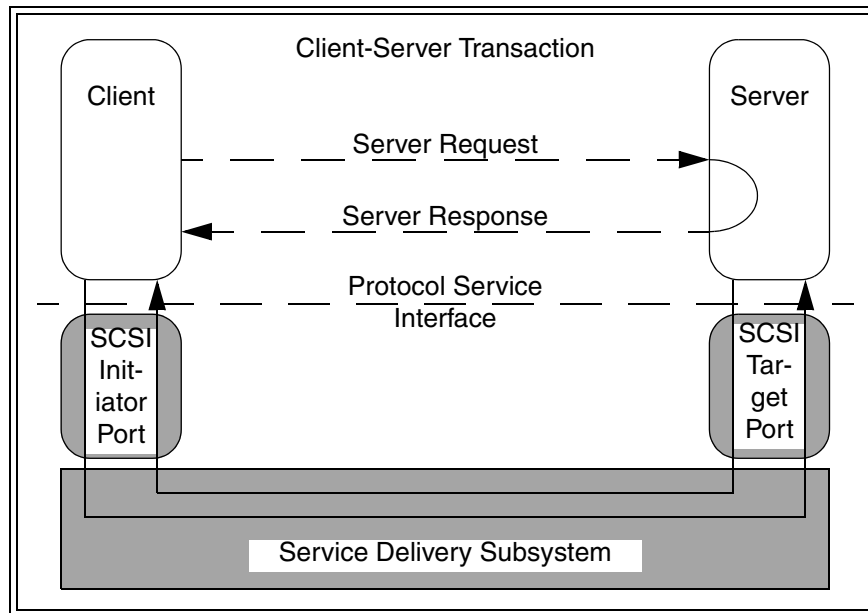 Client-Server Transaction
Client
Server
Server Request
Server Response
Protocol Service
Interface
SCSI
Init-
iator
Port
SCSI
Tar-
get
Port
Service Delivery Subsystem